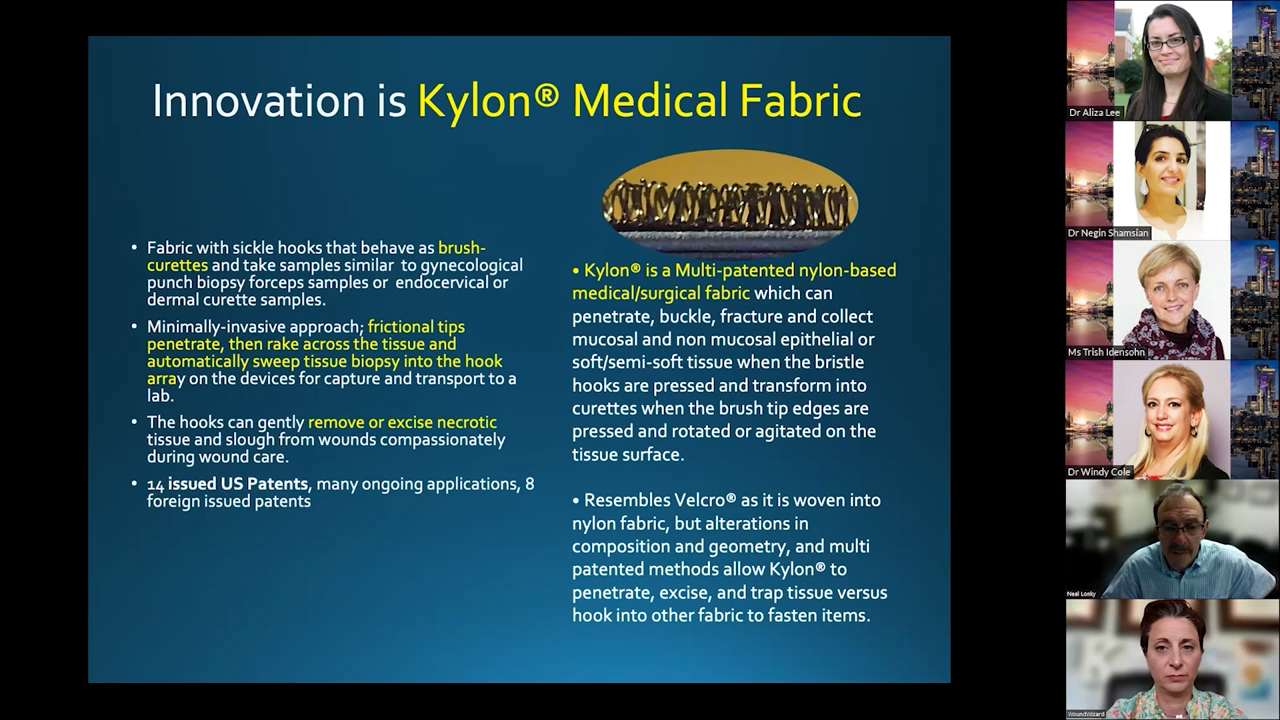 Innovation is Kylon® Medical Fabric
• Fabric with sickle hooks that behave as brush-
curettes and take samples similar to gynecological
punch biopsy forceps samples or endocervical or
dermal curette samples.
• Minimally-invasive approach; frictional tips
penetrate, then rake across the tissue and
automatically sweep tissue biopsy into the hook
array on the devices for capture and transport to a
lab.
• The hooks can gently remove or excise necrotic
tissue and slough from wounds compassionately
during wound care.
• 14 issued US Patents, many ongoing applications, 8
foreign issued patents
• Kylon® is a Multi-patented nylon-based
medical/surgical fabric which can
penetrate, buckle, fracture and collect
mucosal and non mucosal epithelial or
soft/semi-soft tissue when the bristle
hooks are pressed and transform into
curettes when the brush tip edges are
pressed and rotated or agitated on the
tissue surface.
• Resembles Velcro® as it is woven into
nylon fabric, but alterations in
composition and geometry, and multi
patented methods allow Kylon® to
penetrate, excise, and trap tissue versus
hook into other fabric to fasten items.
Dr Aliza Lee
Dr Negin Shamsian
Ms Trish Idensohn
Dr Windy Cole
Neal Lonky
WoundWizard